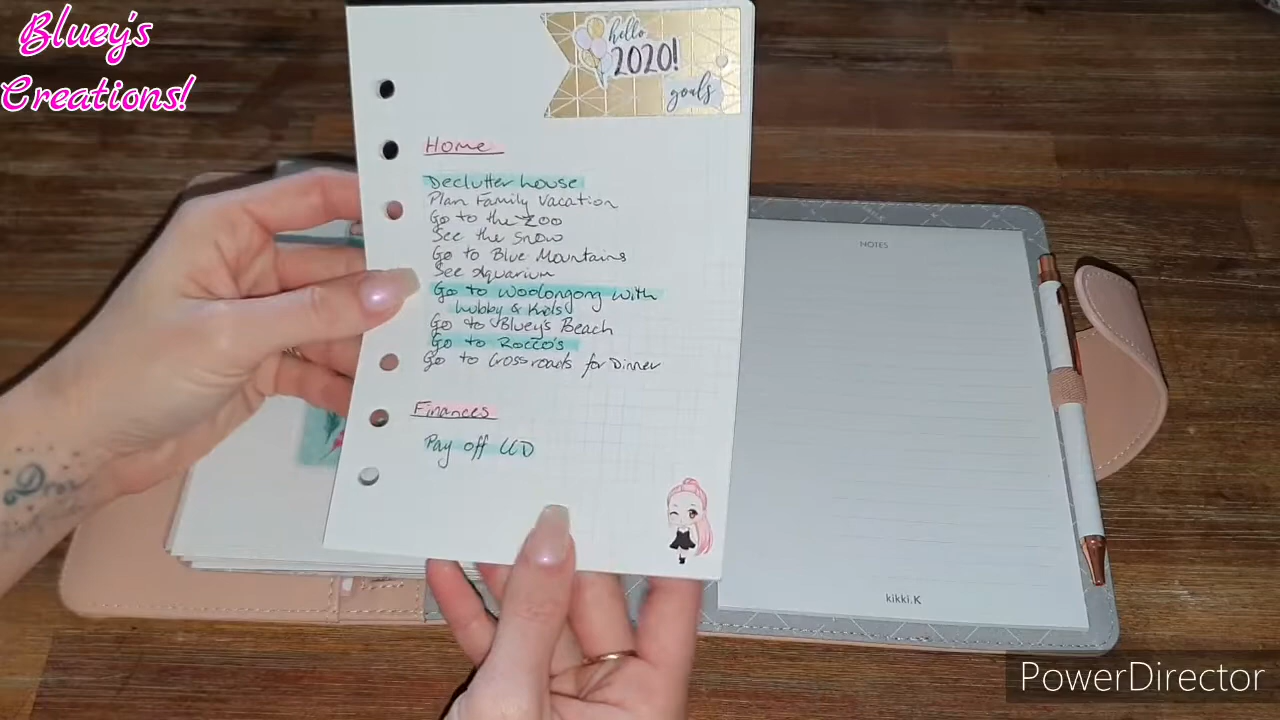 Bluey's
Creations!
hello
2020!
goals
Home
Declutter house
Plan Family Vacation
Go to the Zoo
See the Snow
Go to Blue Mountains
See Aquarium
Go to Woolongong with
hubby & Kids
Go to Bluey's Beach
Go to Rocco's
Go to Crossroads for Dinner
Finances
Pay off CCD
NOTES
kikki.K
PowerDirector